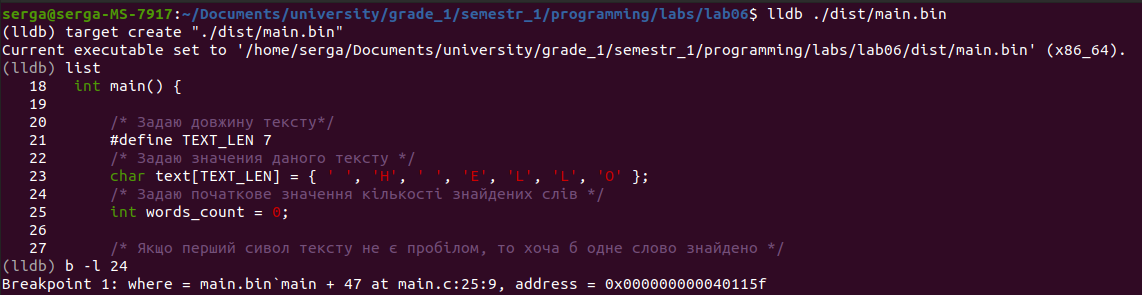 serga@serga-MS-7917:~/Documents/university/grade_1/semestr_1/programming/labs/lab06$ lldb ./dist/main.bin
(lldb) target create "./dist/main.bin"
Current executable set to '/home/serga/Documents/university/grade_1/semestr_1/programming/labs/lab06/dist/main.bin' (x86_64).
(lldb) list
18 int main() {
19
20 /* Задаю довжину тексту*/
21 #define TEXT_LEN 7
22 /* Задаю значення даного тексту */
23 char text[TEXT_LEN] = { ' ', 'H', ' ', 'E', 'L', 'L', 'O' };
24 /* Задаю початкове значення кількості знайдених слів */
25 int words_count = 0;
26
27 /* Якщо перший сивол тексту не є пробілом, то хоча б одне слово знайдено */
(lldb) b -l 24
Breakpoint 1: where = main.bin`main + 47 at main.c:25:9, address = 0x000000000040115f